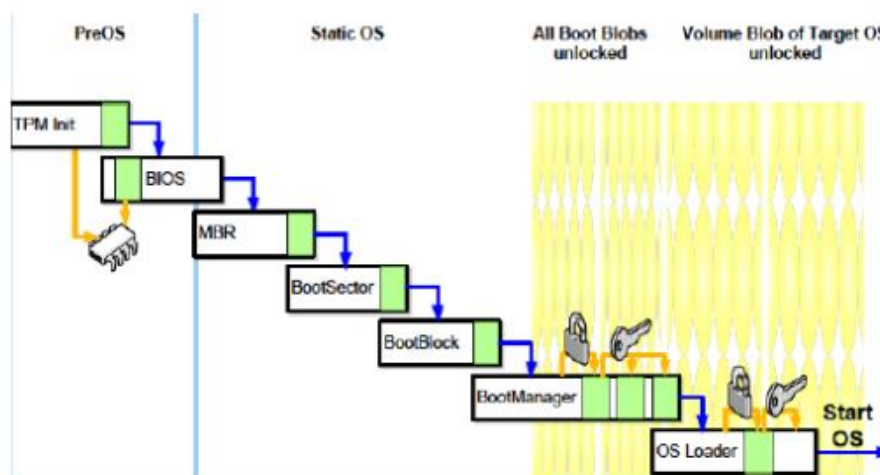 PreOS
Static OS
All Boot Blobs
unlocked
Volume Blob of Target OS
unlocked
TPM Init
BIOS
MBR
BootSector
BootBlock
BootManager
OS Loader
Start
OS